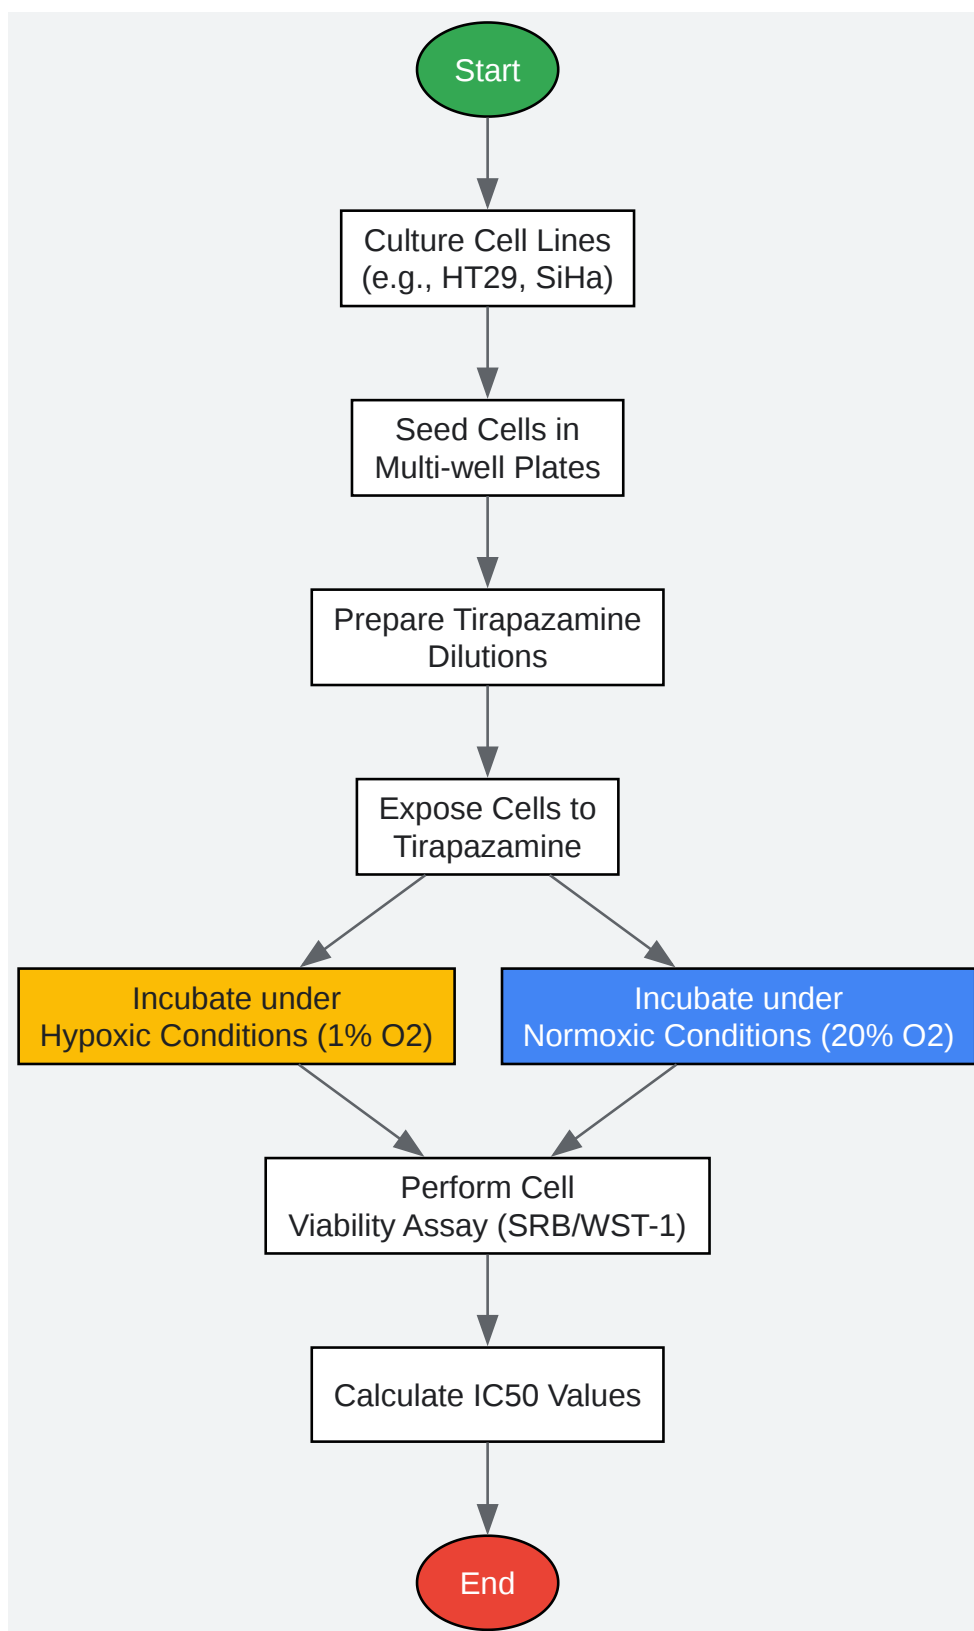 Start
Culture Cell Lines
(e.g., HT29, SiHa)
Seed Cells in
Multi-well Plates
Prepare Tirapazamine
Dilutions
Expose Cells to
Tirapazamine
Incubate under
Hypoxic Conditions (1% O2)
Incubate under
Normoxic Conditions (20% O2)
Perform Cell
Viability Assay (SRB/WST-1)
Calculate IC50 Values
End